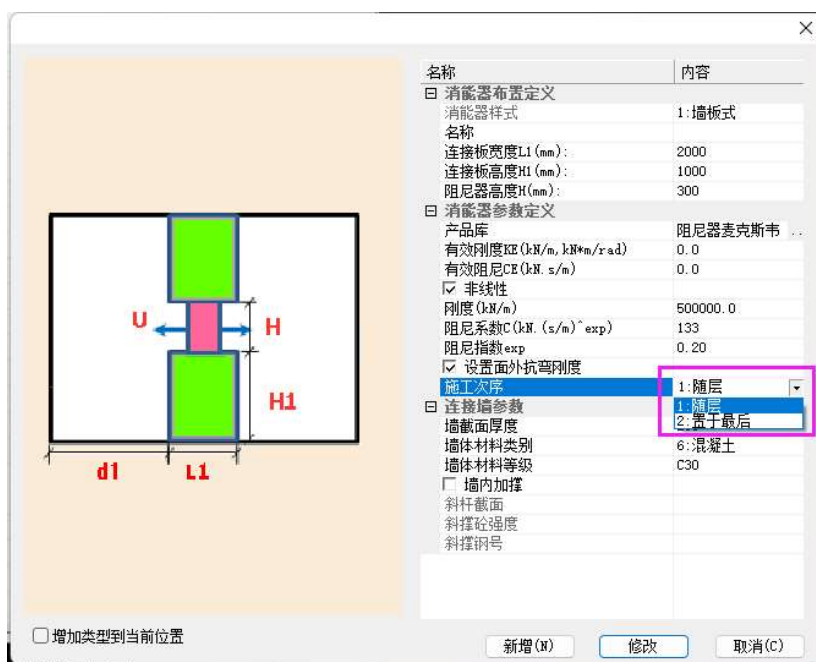 名称 内容
消能器布置定义
消能器样式 1:墙板式
名称
连接板宽度L1(mm): 2000
连接板高度H1(mm): 1000
阻尼器高度H(mm): 300
消能器参数定义
产品库 阻尼器麦克斯韦 ..
有效刚度KE(kN/m,kN*m/rad) 0.0
有效阻尼CE(kN.s/m) 0.0
非线性
刚度(kN/m) 500000.0
阻尼系数C(kN.(s/m)^exp) 133
阻尼指数exp 0.20
设置面外抗弯刚度
施工次序 1:随层
1:随层
连接墙参数
2:置于最后
墙截面厚度
墙体材料类别 6:混凝土
墙体材料等级 C30
墙内加撑
斜杆截面
斜撑砼强度
斜撑钢号
U H
H1
d1 L1
增加类型到当前位置
新增(N) 修改 取消(C)